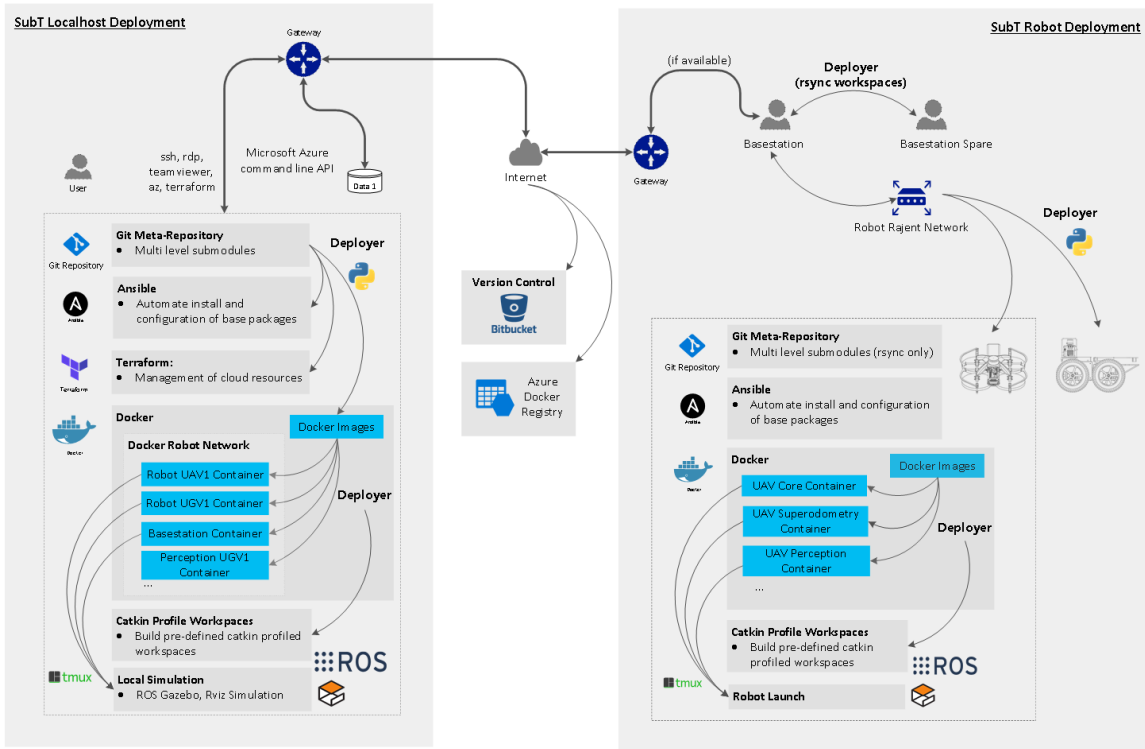 SubT Localhost Deployment
Gateway
User
ssh, rdp,
teamviewer,
az, terraform
Microsoft Azure
command line API
Data 1
Git Repository
Git Meta-Repository
Multi level submodules
Deployer
Ansible
Ansible
Automate install and
configuration of base packages
Terraform
Terraform:
Management of cloud resources
Docker
Docker
Docker Images
Docker Robot Network
Robot UAV1 Container
Robot UGV1 Container
Basestation Container
Perception UGV1
Container
...
Deployer
Catkin Profile Workspaces
Build pre-defined catkin profiled
workspaces
ROS
tmux
Local Simulation
ROS Gazebo, Rviz Simulation
Internet
Version Control
Bitbucket
Azure
Docker
Registry
SubT Robot Deployment
(if available)
Gateway
Deployer
(rsync workspaces)
Basestation
Basestation Spare
Robot Rajent Network
Deployer
Git Repository
Git Meta-Repository
Multi level submodules (rsync only)
Ansible
Ansible
Automate install and configuration
of base packages
Docker
Docker
Docker Images
UAV Core Container
UAV Superodometry
Container
UAV Perception
Container
...
Deployer
Catkin Profile Workspaces
Build pre-defined catkin
profiled workspaces
ROS
tmux
Robot Launch